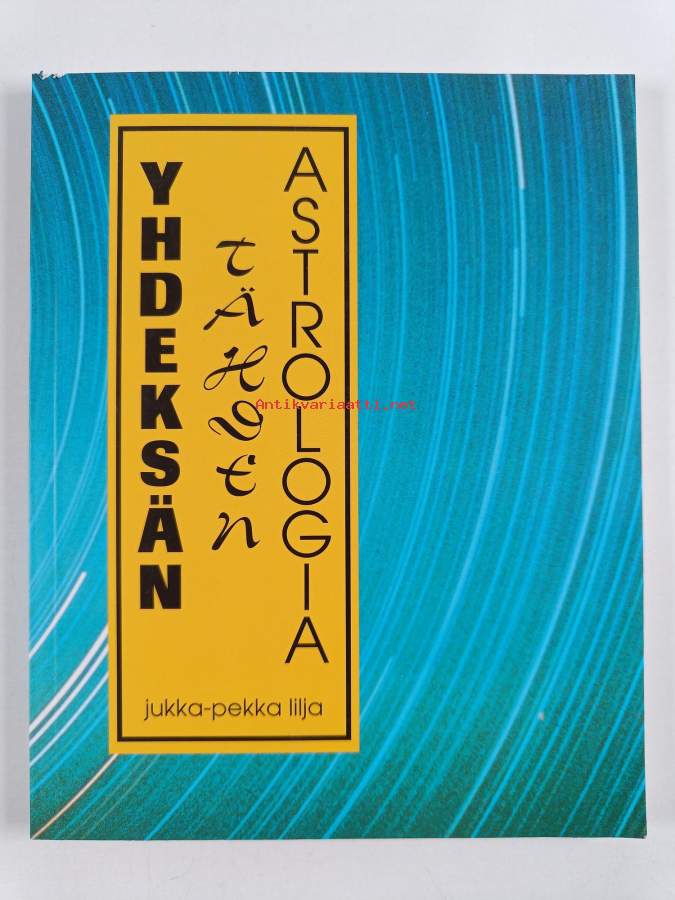 YHDEKSÄN
TÄHDEN
ASTROLOGIA
jukka-pekka lilja
Antikvariaatti.net